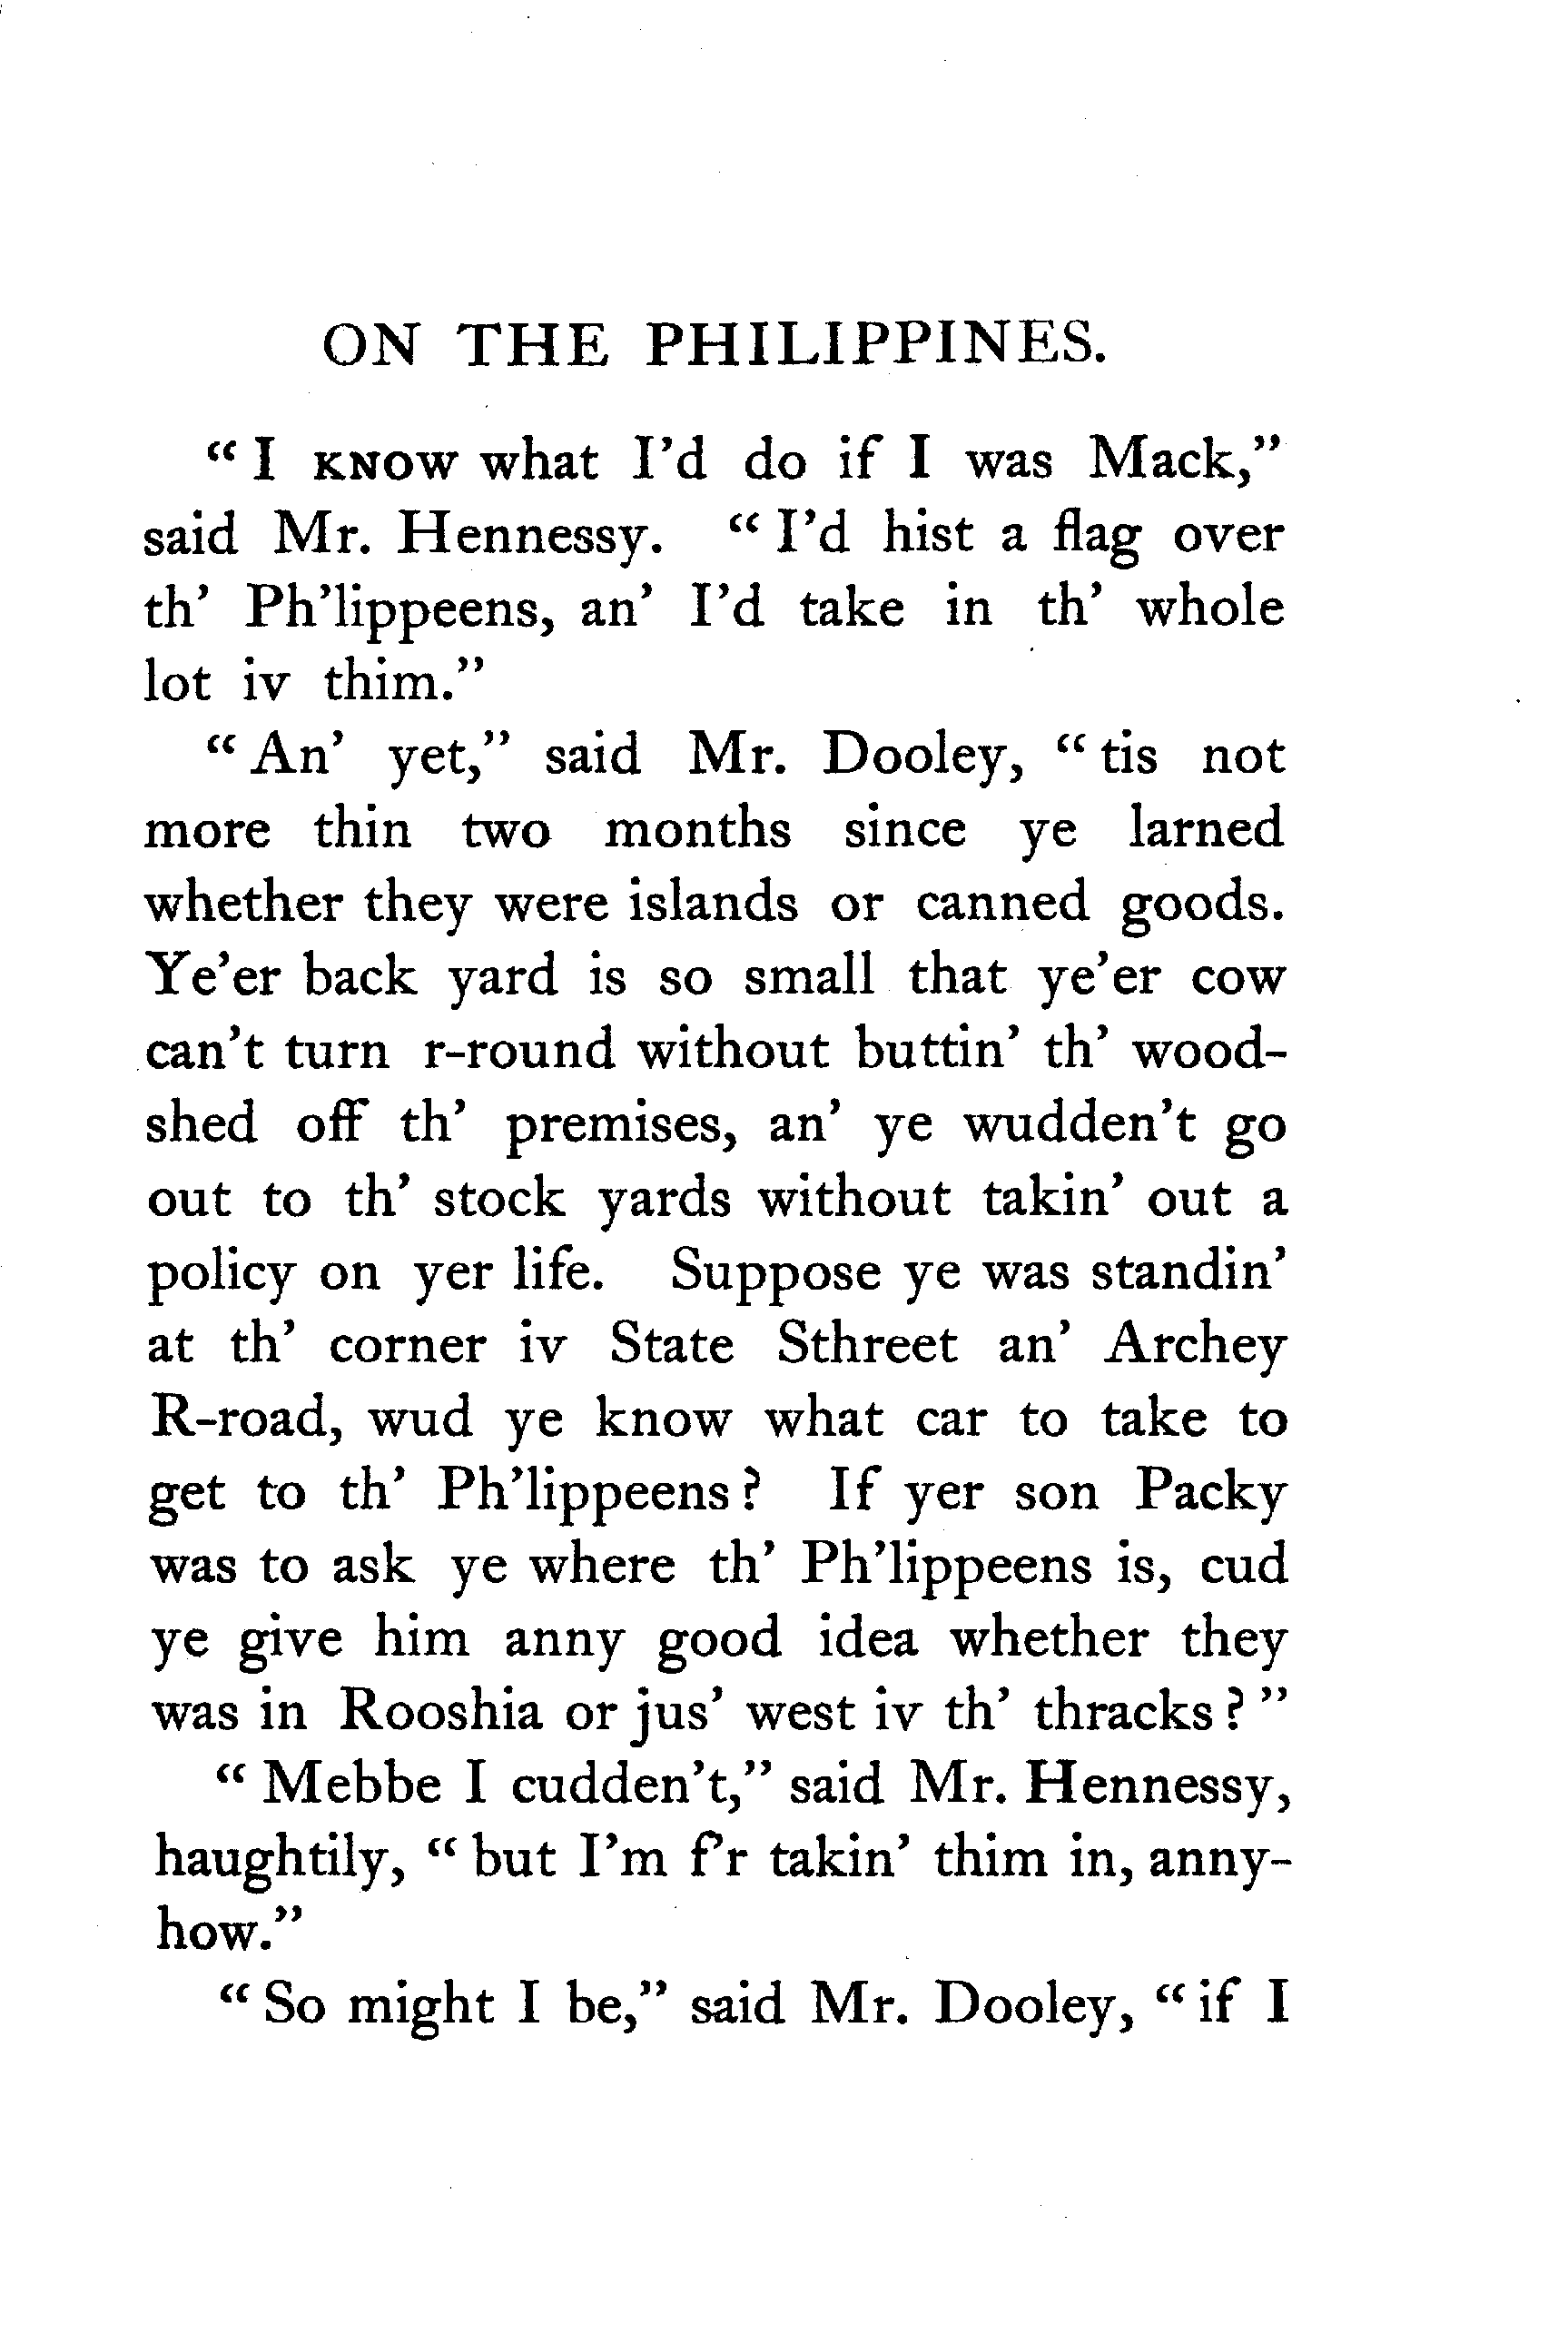 ON THE PHILIPPINES.
“ I KNOW what I’d do if I was Mack,”
said Mr. Hennessy. “ I’d hist a flag over
th’ Ph’lippeens, an’ I’d take in th’ whole
lot iv thim.”
“ An’ yet,” said Mr. Dooley, “ tis not
more thin two months since ye larned
whether they were islands or canned goods.
Ye’er back yard is so small that ye’er cow
can’t turn r-round without buttin’ th’ wood-
shed off th’ premises, an’ ye wudden’t go
out to th’ stock yards without takin’ out a
policy on yer life. Suppose ye was standin’
at th’ corner iv State Sthreet an’ Archey
R-road, wud ye know what car to take to
get to th’ Ph’lippeens ? If yer son Packy
was to ask ye where th’ Ph’lippeens is, cud
ye give him anny good idea whether they
was in Rooshia or jus’ west iv th’ thracks ? ”
“ Mebbe I cudden’t,” said Mr. Hennessy,
haughtily, “ but I’m f’r takin’ thim in, anny-
how.”
“ So might I be,” said Mr. Dooley, “ if I